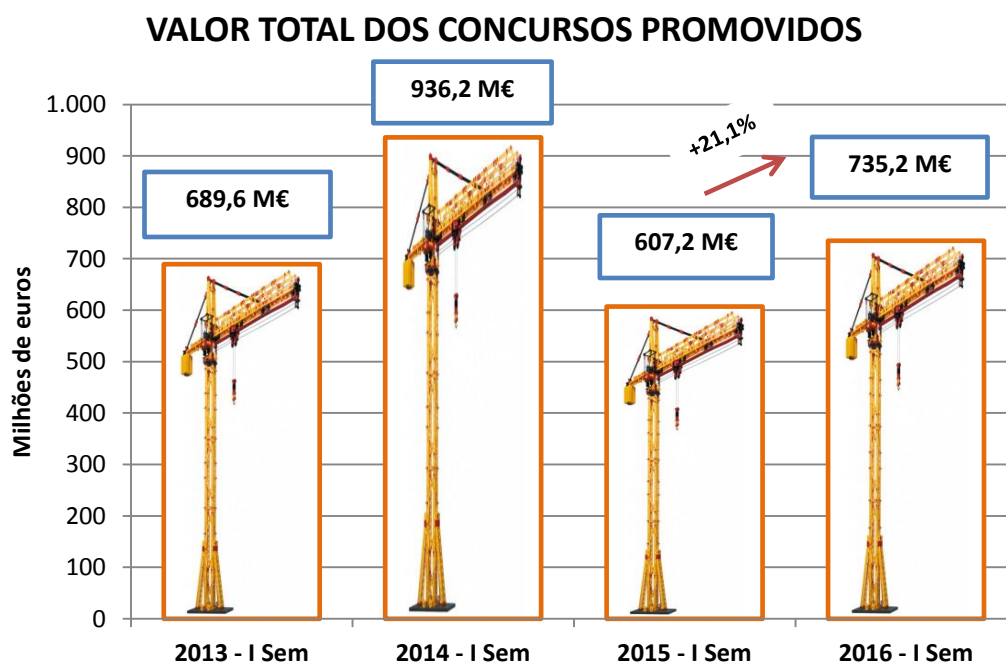 VALOR TOTAL DOS CONCURSOS PROMOVIDOS
Milhões de euros
1.000
900
800
700
600
500
400
300
200
100
0
689,6 M€
936,2 M€
607,2 M€
+21,1%
735,2 M€
2013 - I Sem
2014 - I Sem
2015 - I Sem
2016 - I Sem